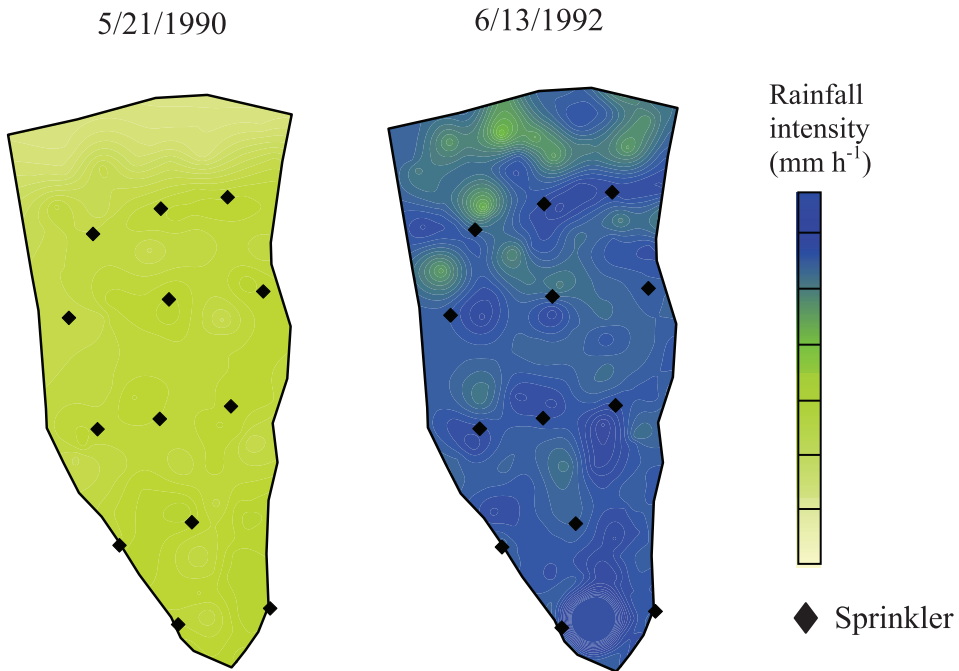 5/21/1990
6/13/1992
Rainfall
intensity
(mm h⁻¹)
Sprinkler